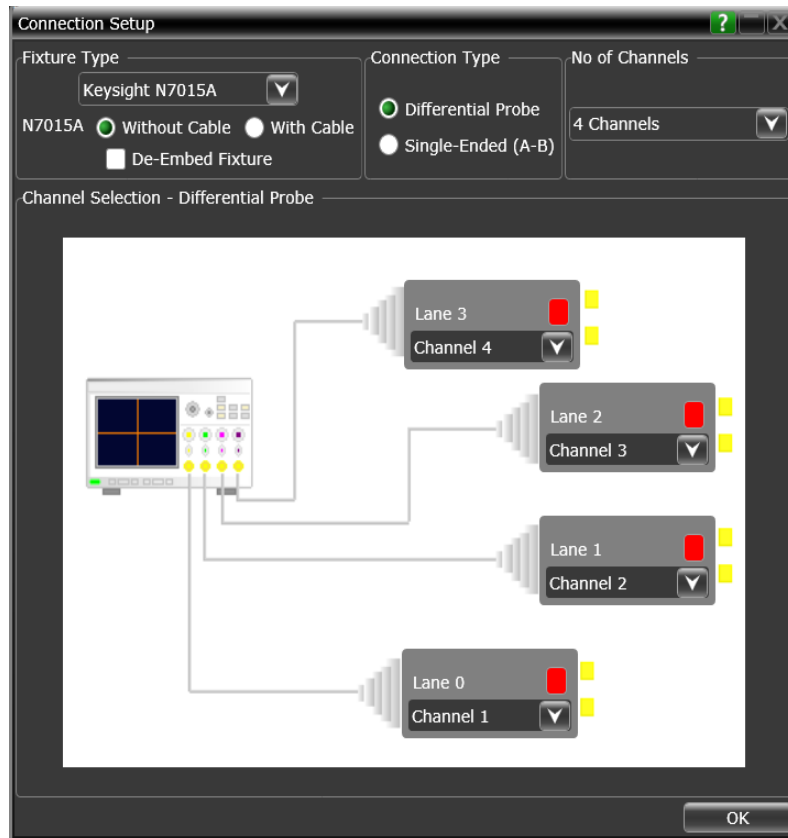 Connection Setup
?
Fixture Type
Connection Type
No of Channels
Keysight N7015A
N7015A
Without Cable
With Cable
De-Embed Fixture
Differential Probe
Single-Ended (A-B)
4 Channels
Channel Selection - Differential Probe
Lane 3
Channel 4
Lane 2
Channel 3
Lane 1
Channel 2
Lane 0
Channel 1
OK